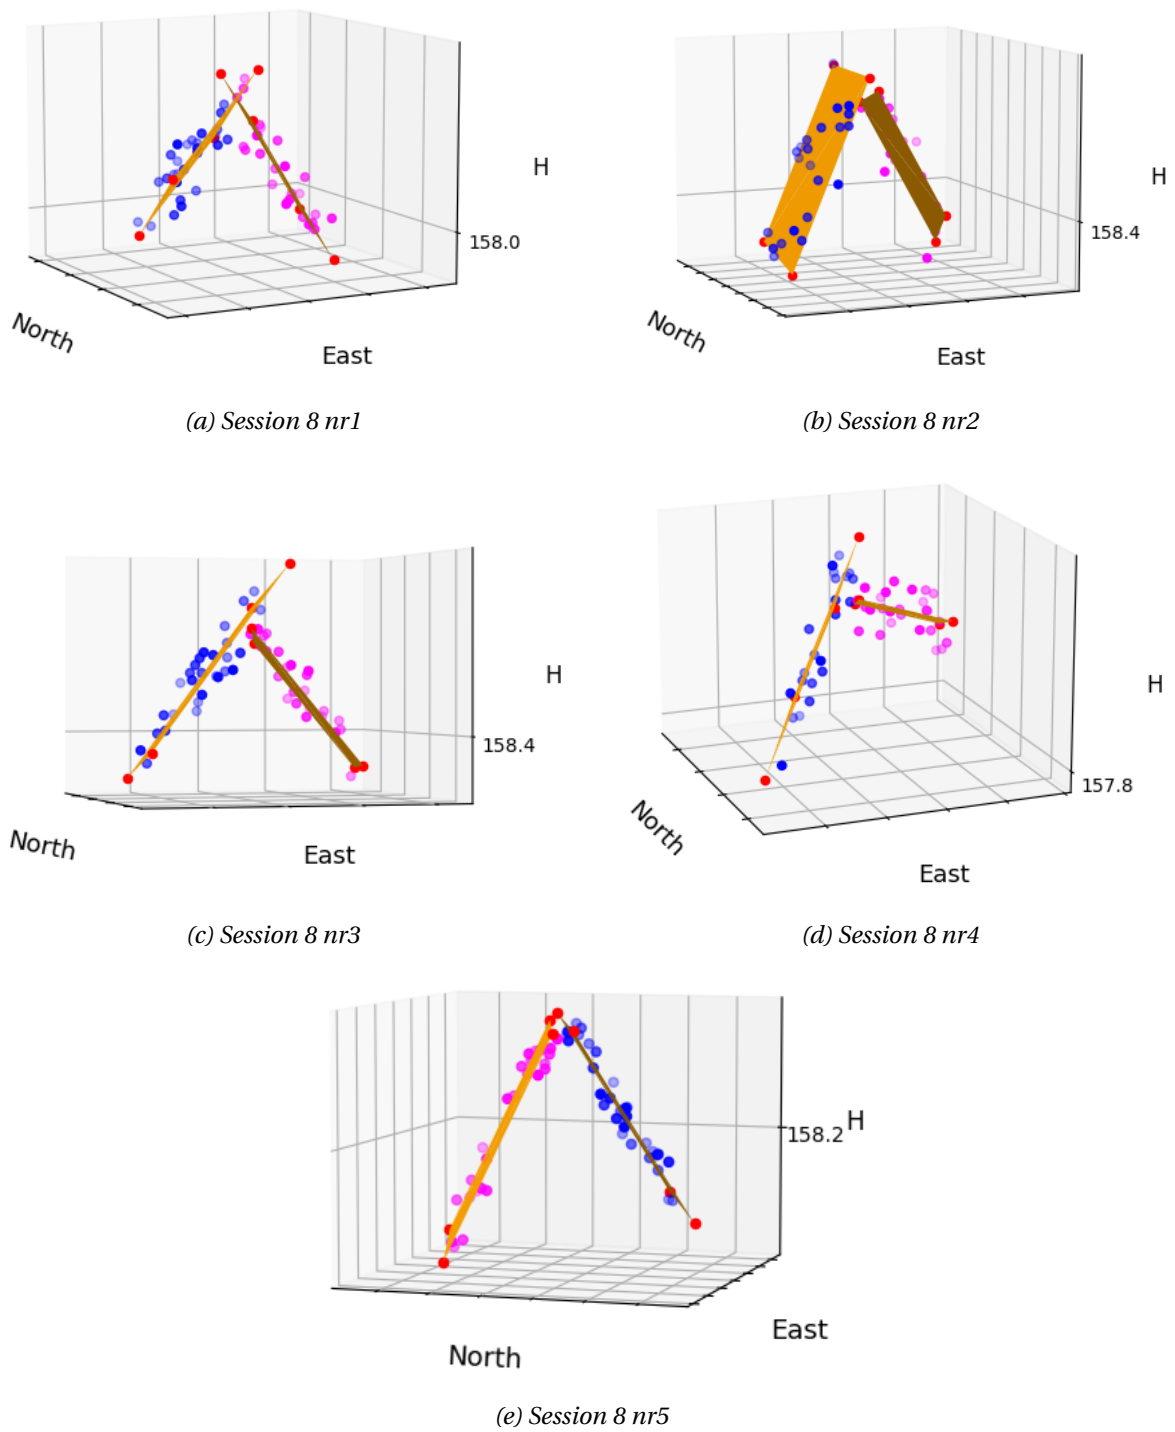 H
158.0
North
East
(a) Session 8 nr1
H
158.4
North
East
(b) Session 8 nr2
H
158.4
North
East
(c) Session 8 nr3
H
157.8
North
East
(d) Session 8 nr4
H
158.2
East
North
(e) Session 8 nr5